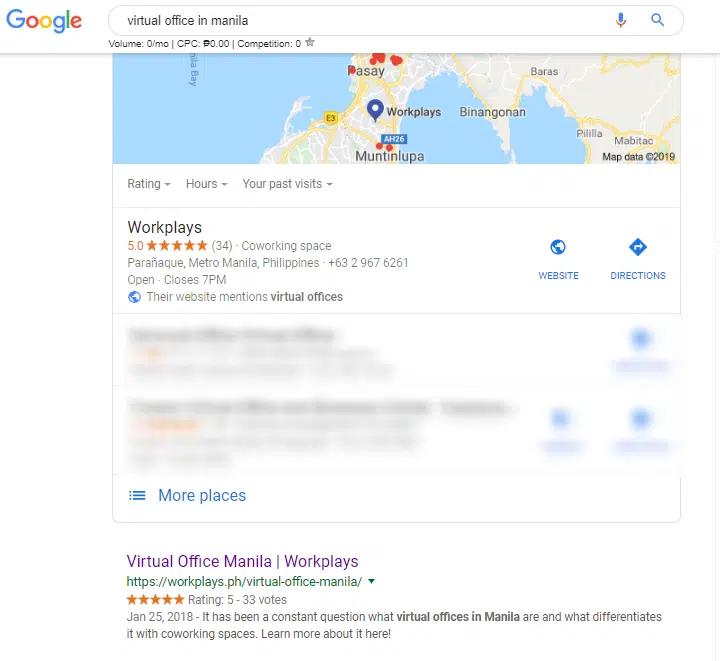 Google
virtual office in manila
Volume: 0/mo | CPC: ₱0.00 | Competition: 0
Bay
Pasay
Baras
E3
Workplays
Binangonan
AH26
Pililla
Mabitac
Muntinlupa
Map data ©2019
Rating Hours Your past visits
Workplays
5.0 ★★★★★ (34) · Coworking space
Parañaque, Metro Manila, Philippines · +63 2 967 6261
Open · Closes 7PM
Their website mentions virtual offices
WEBSITE DIRECTIONS
More places
Virtual Office Manila | Workplays
https://workplays.ph/virtual-office-manila/
★★★★★ Rating: 5 - 33 votes
Jan 25, 2018 - It has been a constant question what virtual offices in Manila are and what differentiates
it with coworking spaces. Learn more about it here!